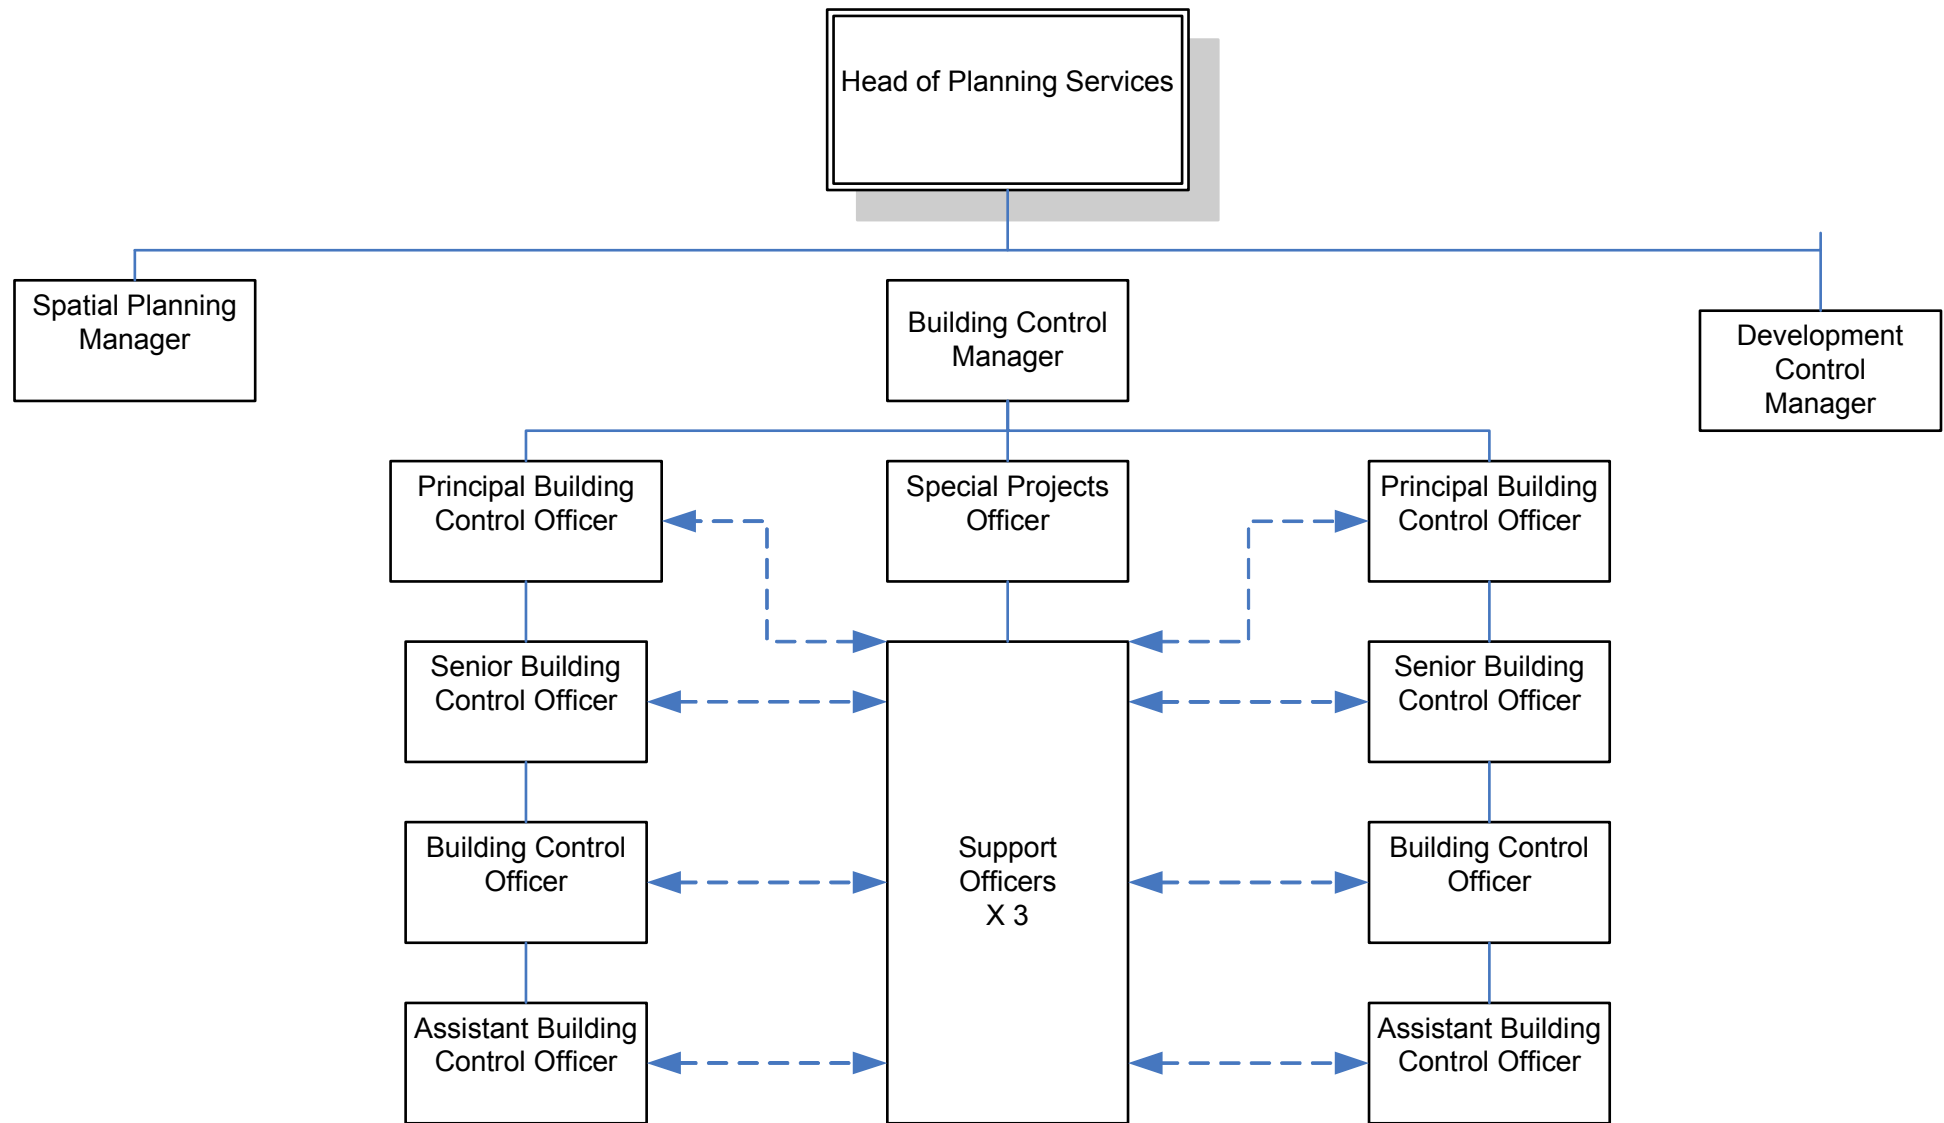 Head of Planning Services
Spatial Planning
Manager
Building Control
Manager
Development
Control
Manager
Principal Building
Control Officer
Special Projects
Officer
Principal Building
Control Officer
Senior Building
Control Officer
Senior Building
Control Officer
Building Control
Officer
Support
Officers
X 3
Building Control
Officer
Assistant Building
Control Officer
Assistant Building
Control Officer